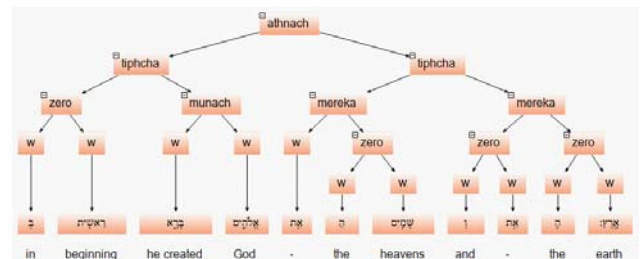 athnach
tiphcha tiphcha
zero munach mereka mereka
w w w w w zero zero zero
w w w w w w
בְּ רֵאשִׁית בָּרָא אֱלֹהִים אֵת הַ שָּׁמַיִם וְ אֵת הָ אָרֶץ׃
in beginning he created God - the heavens and - the earth